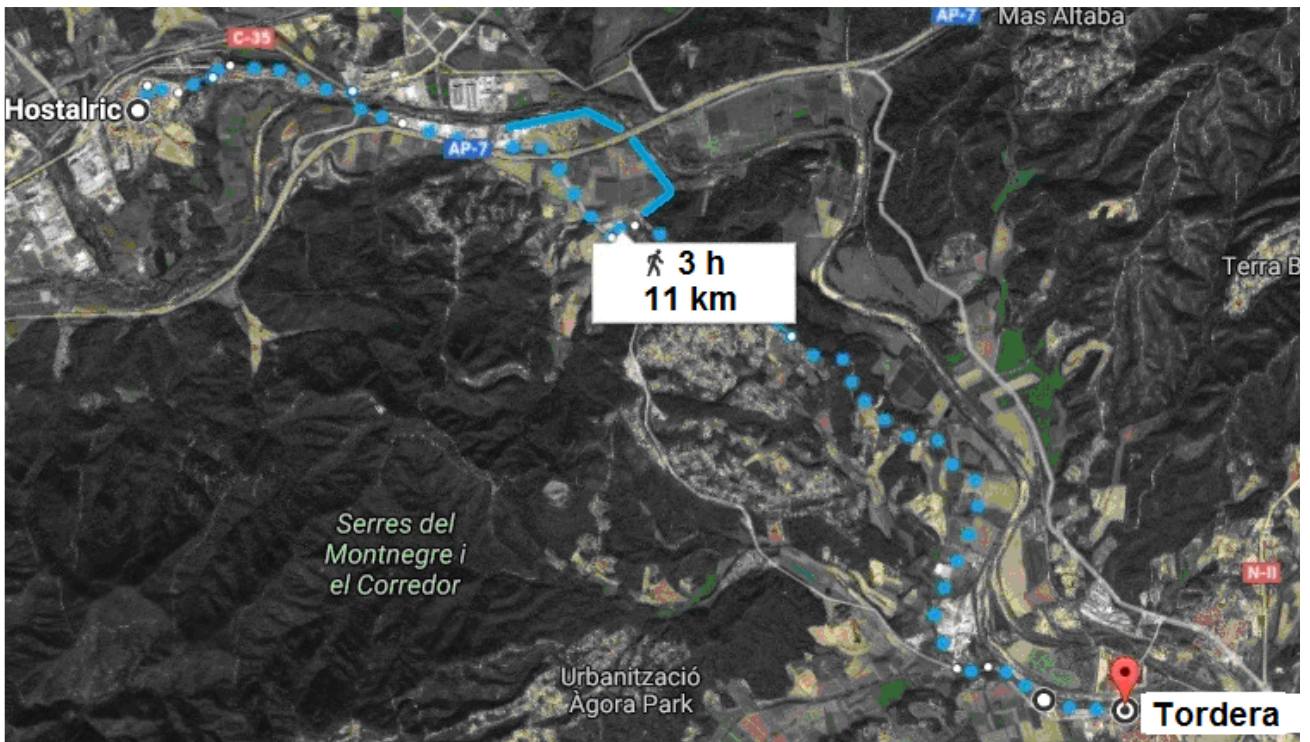 AP-7
Mas Altaba
C-35
Hostalric
AP-7
3 h
11 km
Terra B
Serres del
Montnegre i
el Corredor
N-II
Urbanització
Àgora Park
Tordera